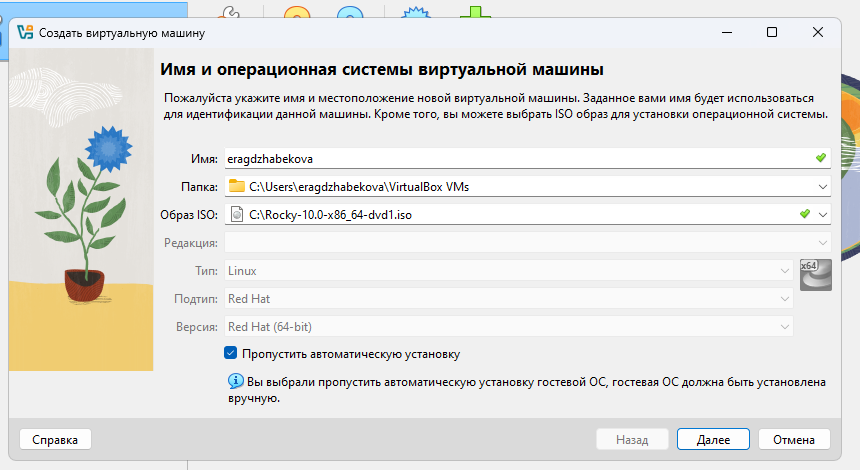 Создать виртуальную машину
Имя и операционная системы виртуальной машины
Пожалуйста укажите имя и местоположение новой виртуальной машины. Заданное вами имя будет использоваться
для идентификации данной машины. Кроме того, вы можете выбрать ISO образ для установки операционной системы.
Имя: eragdzhabekova
Папка: C:\Users\eragdzhabekova\VirtualBox VMs
Образ ISO: C:\Rocky-10.0-x86_64-dvd1.iso
Редакция:
Тип: Linux
x64
Подтип: Red Hat
Версия: Red Hat (64-bit)
Пропустить автоматическую установку
Вы выбрали пропустить автоматическую установку гостевой ОС, гостевая ОС должна быть установлена
вручную.
Справка Назад Далее Отмена